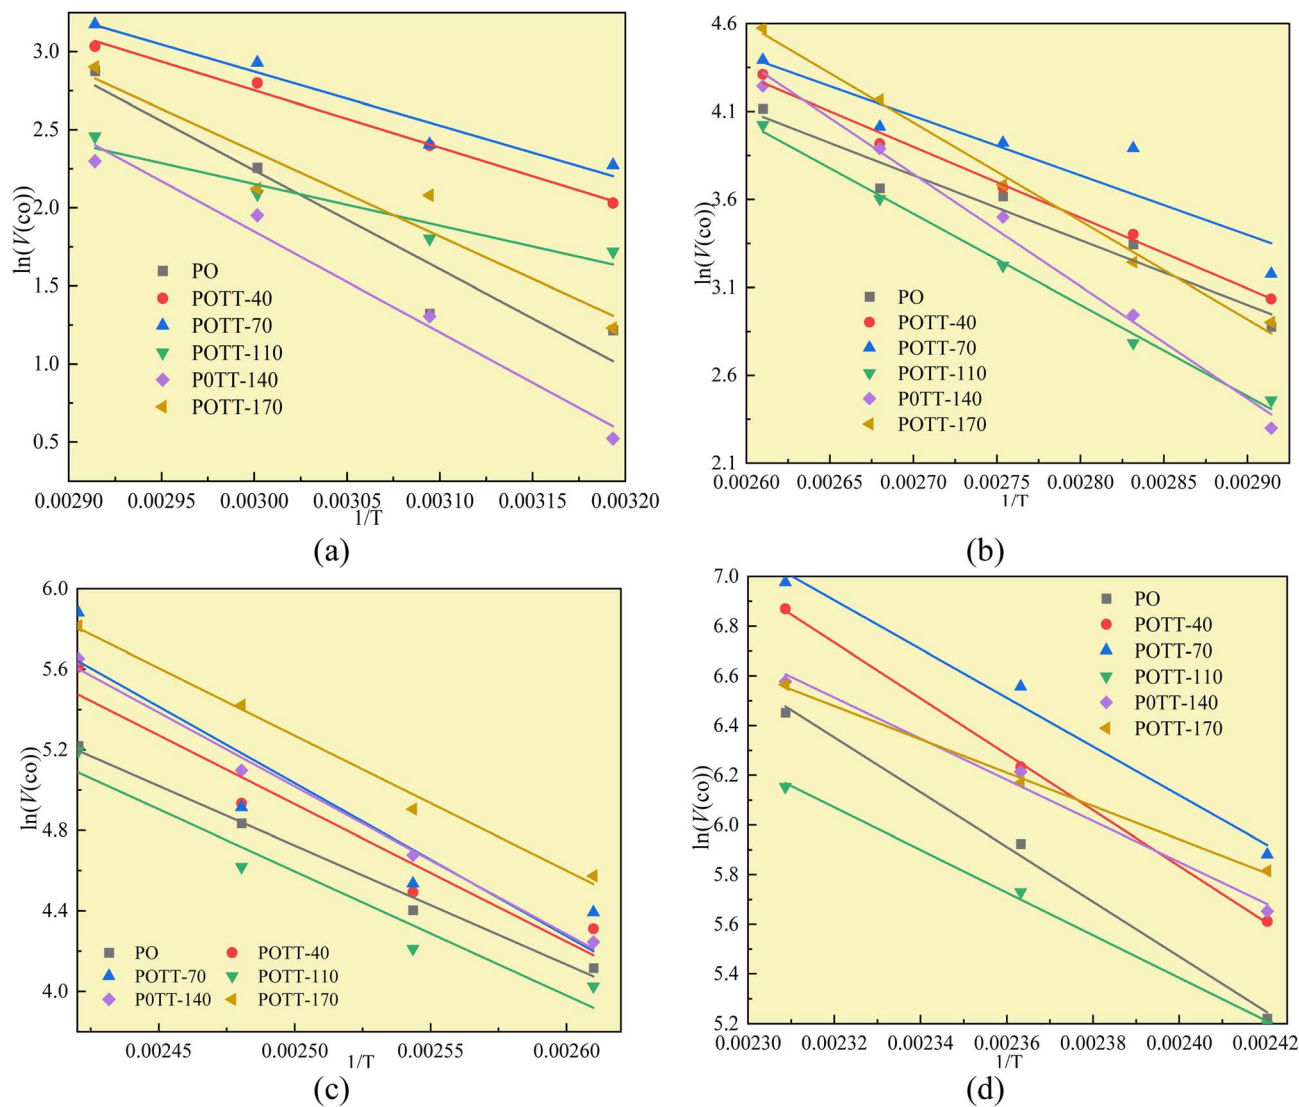 ln(V(co))
3.0
2.5
2.0
1.5
1.0
0.5
PO
POTT-40
POTT-70
POTT-110
P0TT-140
POTT-170
0.00290 0.00295 0.00300 0.00305 0.00310 0.00315 0.00320
1/T
(a)
ln(V(co))
4.6
4.1
3.6
3.1
2.6
2.1
PO
POTT-40
POTT-70
POTT-110
P0TT-140
POTT-170
0.00260 0.00265 0.00270 0.00275 0.00280 0.00285 0.00290
1/T
(b)
ln(V(co))
6.0
5.6
5.2
4.8
4.4
4.0
PO POTT-40
POTT-70 POTT-110
P0TT-140 POTT-170
0.00245 0.00250 0.00255 0.00260
1/T
(c)
ln(V(co))
7.0
6.8
6.6
6.4
6.2
6.0
5.8
5.6
5.4
5.2
PO
POTT-40
POTT-70
POTT-110
P0TT-140
POTT-170
0.00230 0.00232 0.00234 0.00236 0.00238 0.00240 0.00242
1/T
(d)